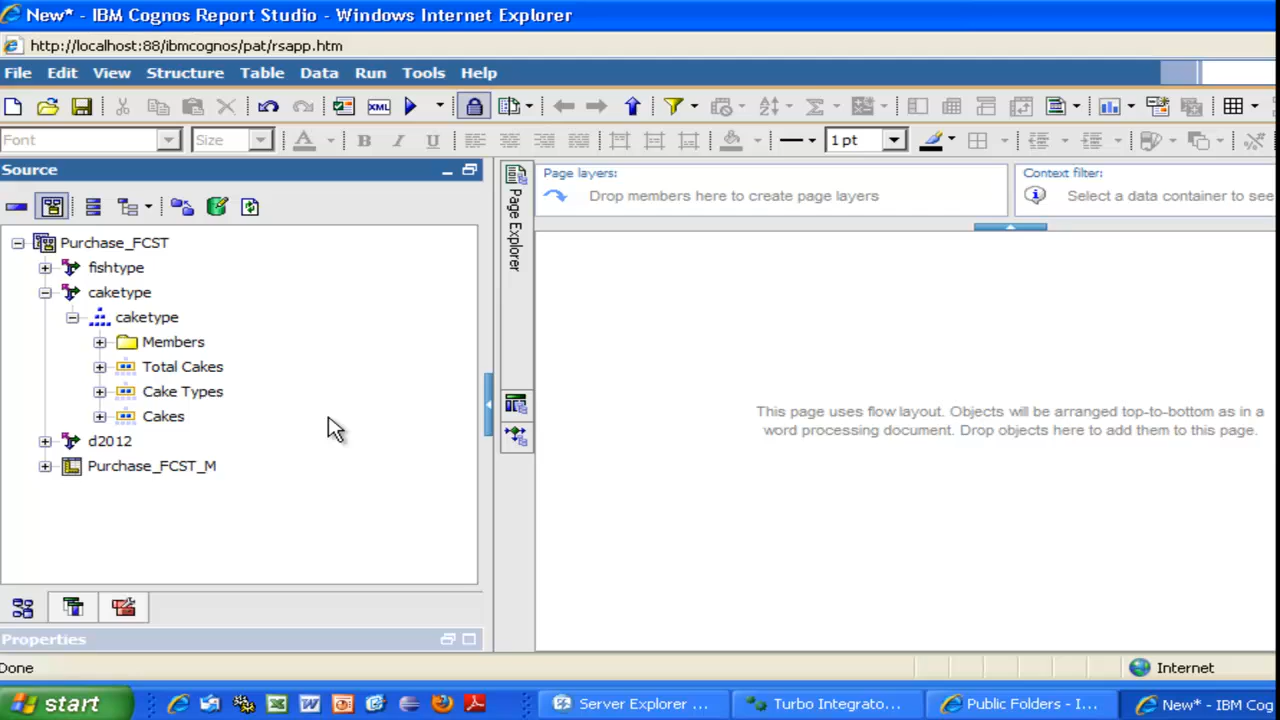 New* - IBM Cognos Report Studio - Windows Internet Explorer
http://localhost:88/ibmcognos/pat/rsapp.htm
File Edit View Structure Table Data Run Tools Help
XML
Font Size A B I U 1 pt
Source
Page layers:
Drop members here to create page layers
Context filter:
Select a data container to see
Page Explorer
Purchase_FCST
fishtype
caketype
caketype
Members
Total Cakes
Cake Types
Cakes
d2012
Purchase_FCST_M
This page uses flow layout. Objects will be arranged top-to-bottom as in a
word processing document. Drop objects here to add them to this page.
Properties
Done
Internet
start
Server Explorer ...
Turbo Integrato...
Public Folders - I...
New* - IBM Cog